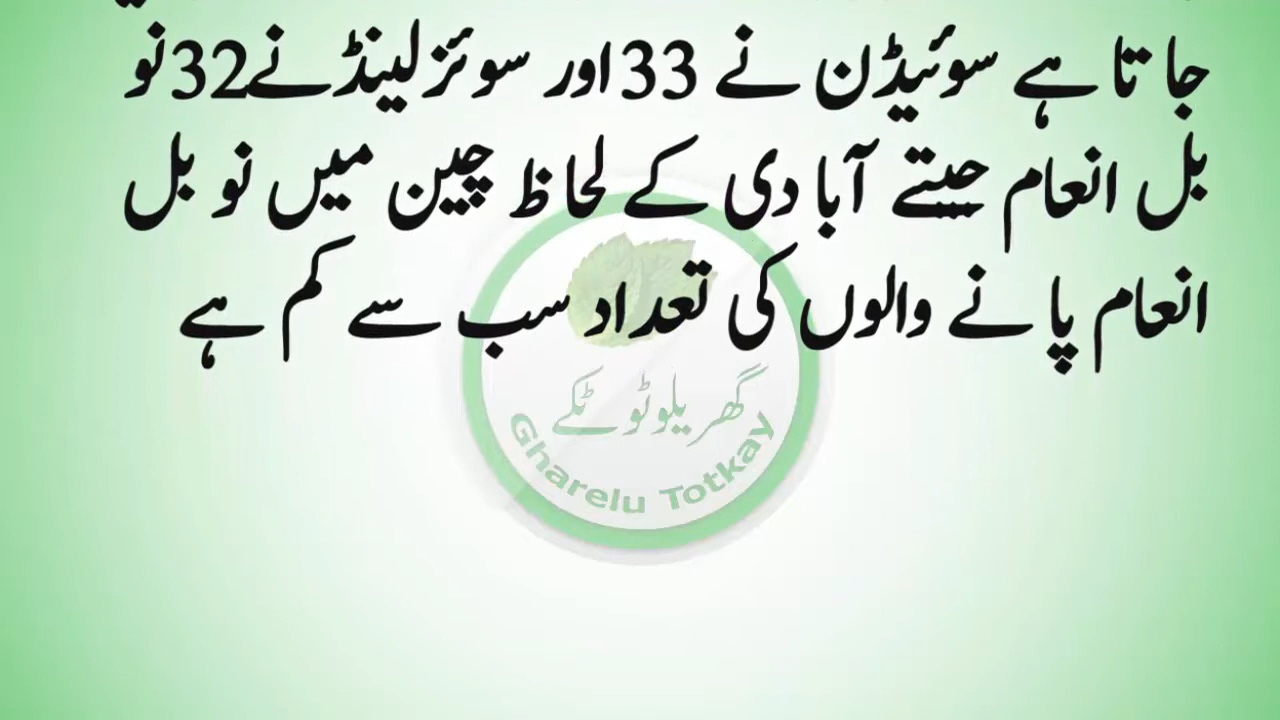 جاتا ہے سوئیڈن نے 33 اور سوئزلینڈ نے 32 نو
بل انعام جیتے آبادی کے لحاظ چین میں نوبل
انعام پانے والوں کی تعداد سب سے کم ہے
گھریلو ٹوٹکے
Gharelu Totkay